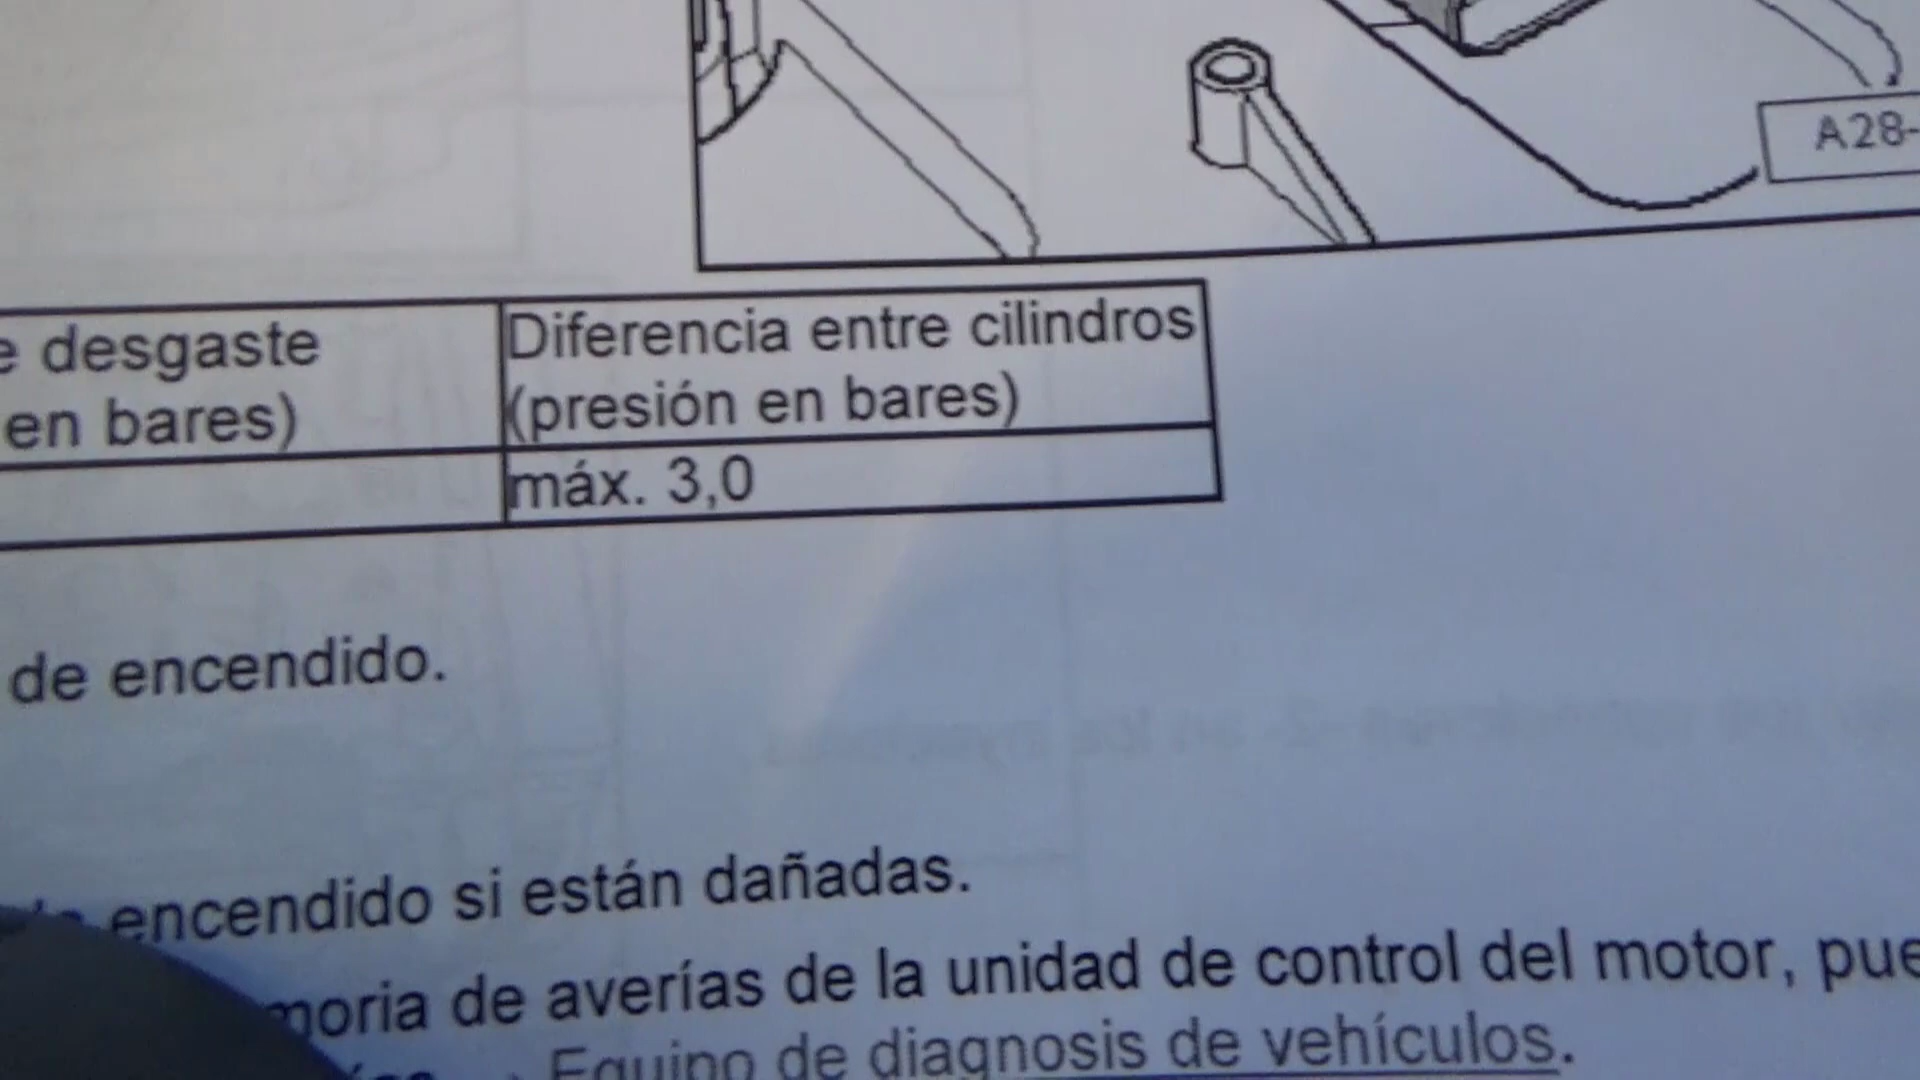 A28-
e desgaste
en bares)
Diferencia entre cilindros
(presión en bares)
máx. 3,0
de encendido.
encendido si están dañadas.
moria de averías de la unidad de control del motor, pue
Equipo de diagnosis de vehículos.